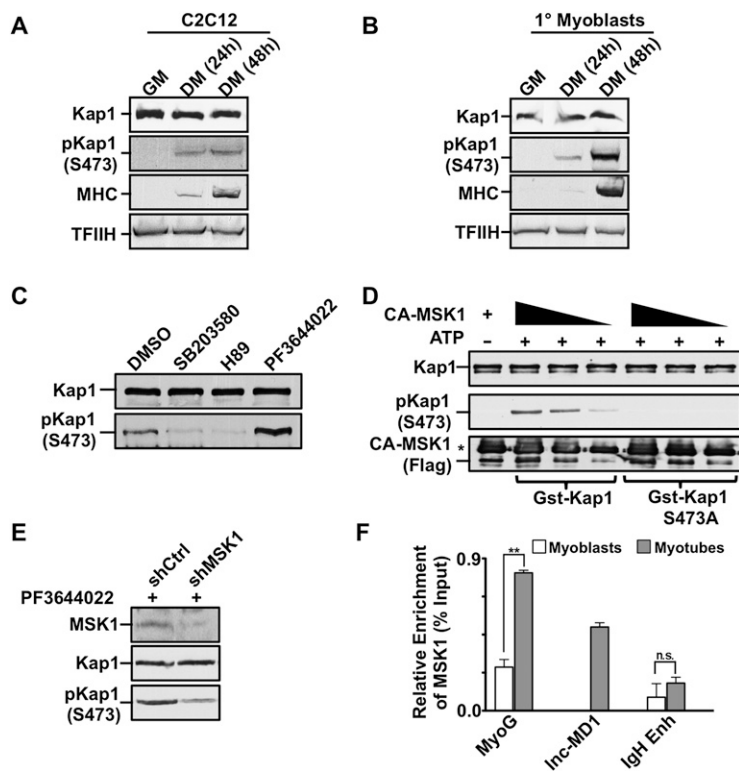 A
C2C12
GM DM (24h) DM (48h)
Kap1
pKap1
(S473)
MHC
TFIIH
B
1° Myoblasts
GM DM (24h) DM (48h)
Kap1
pKap1
(S473)
MHC
TFIIH
C
DMSO SB203580 H89 PF3644022
Kap1
pKap1
(S473)
D
CA-MSK1 +
ATP – + + + + + +
Kap1
pKap1
(S473)
CA-MSK1 *
(Flag)
Gst-Kap1 Gst-Kap1
S473A
E
shCtrl shMSK1
PF3644022 + +
MSK1
Kap1
pKap1
(S473)
F
Myoblasts Myotubes
Relative Enrichment
of MSK1 (% Input)
0.9
**
n.s.
0.0
MyoG lnc-MD1 IgH Enh